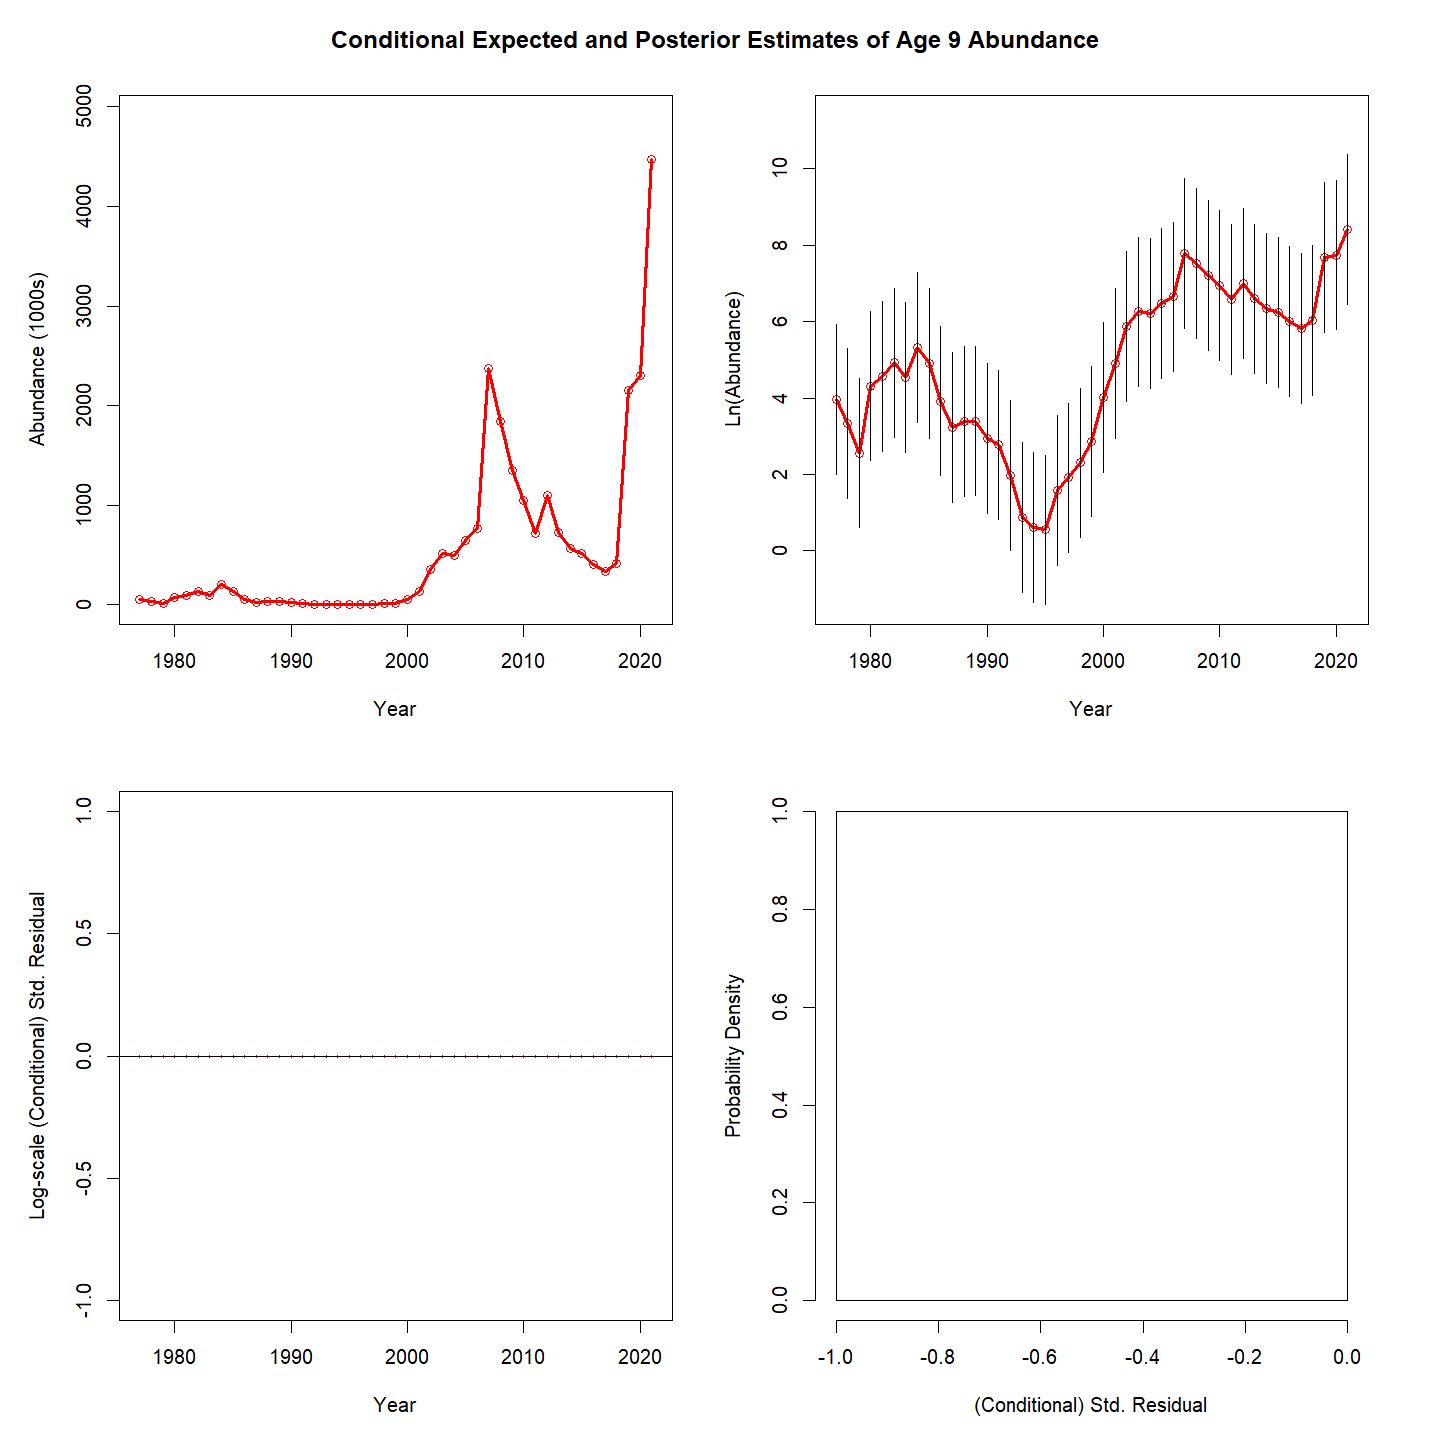 Conditional Expected and Posterior Estimates of Age 9 Abundance
Abundance (1000s)
5000
4000
3000
2000
1000
0
1980 1990 2000 2010 2020
Year
Ln(Abundance)
10
8
6
4
2
0
1980 1990 2000 2010 2020
Year
Log-scale (Conditional) Std. Residual
1.0
0.5
0.0
-0.5
-1.0
1980 1990 2000 2010 2020
Year
Probability Density
1.0
0.8
0.6
0.4
0.2
0.0
-1.0 -0.8 -0.6 -0.4 -0.2 0.0
(Conditional) Std. Residual